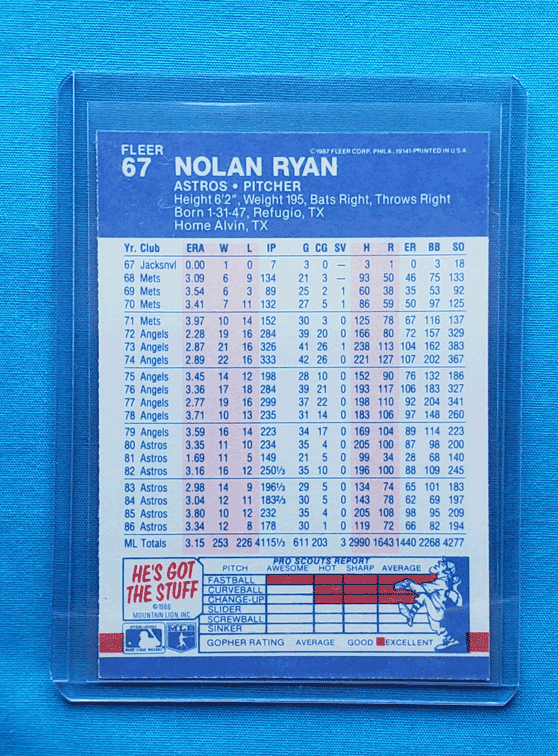 FLEER
67 NOLAN RYAN
©1987 FLEER CORP. PHILA. 19141-PRINTED IN U S A
ASTROS • PITCHER
Height 6'2", Weight 195, Bats Right, Throws Right
Born 1-31-47, Refugio, TX
Home Alvin, TX
Yr. Club ERA W L IP G CG SV H R ER BB SO
67 Jacksnvl 0.00 1 0 7 3 0 — 3 1 0 3 18
68 Mets 3.09 6 9 134 21 3 — 93 50 46 75 133
69 Mets 3.54 6 3 89 25 2 1 60 38 35 53 92
70 Mets 3.41 7 11 132 27 5 1 86 59 50 97 125
71 Mets 3.97 10 14 152 30 3 0 125 78 67 116 137
72 Angels 2.28 19 16 284 39 20 0 166 80 72 157 329
73 Angels 2.87 21 16 326 41 26 1 238 113 104 162 383
74 Angels 2.89 22 16 333 42 26 0 221 127 107 202 367
75 Angels 3.45 14 12 198 28 10 0 152 90 76 132 186
76 Angels 3.36 17 18 284 39 21 0 193 117 106 183 327
77 Angels 2.77 19 16 299 37 22 0 198 110 92 204 341
78 Angels 3.71 10 13 235 31 14 0 183 106 97 148 260
79 Angels 3.59 16 14 223 34 17 0 169 104 89 114 223
80 Astros 3.35 11 10 234 35 4 0 205 100 87 98 200
81 Astros 1.69 11 5 149 21 5 0 99 34 28 68 140
82 Astros 3.16 16 12 250⅓ 35 10 0 196 100 88 109 245
83 Astros 2.98 14 9 196⅓ 29 5 0 134 74 65 101 183
84 Astros 3.04 12 11 183⅔ 30 5 0 143 78 62 69 197
85 Astros 3.80 10 12 232 35 4 0 205 108 98 95 209
86 Astros 3.34 12 8 178 30 1 0 119 72 66 82 194
ML Totals 3.15 253 226 4115⅓ 611 203 3 2990 1643 1440 2268 4277
HE'S GOT
THE STUFF
©1986
MOUNTAIN LION, INC
PRO SCOUTS REPORT
PITCH AWESOME HOT SHARP AVERAGE
FASTBALL
CURVEBALL
CHANGE-UP
SLIDER
SCREWBALL
SINKER
GOPHER RATING AVERAGE GOOD EXCELLENT